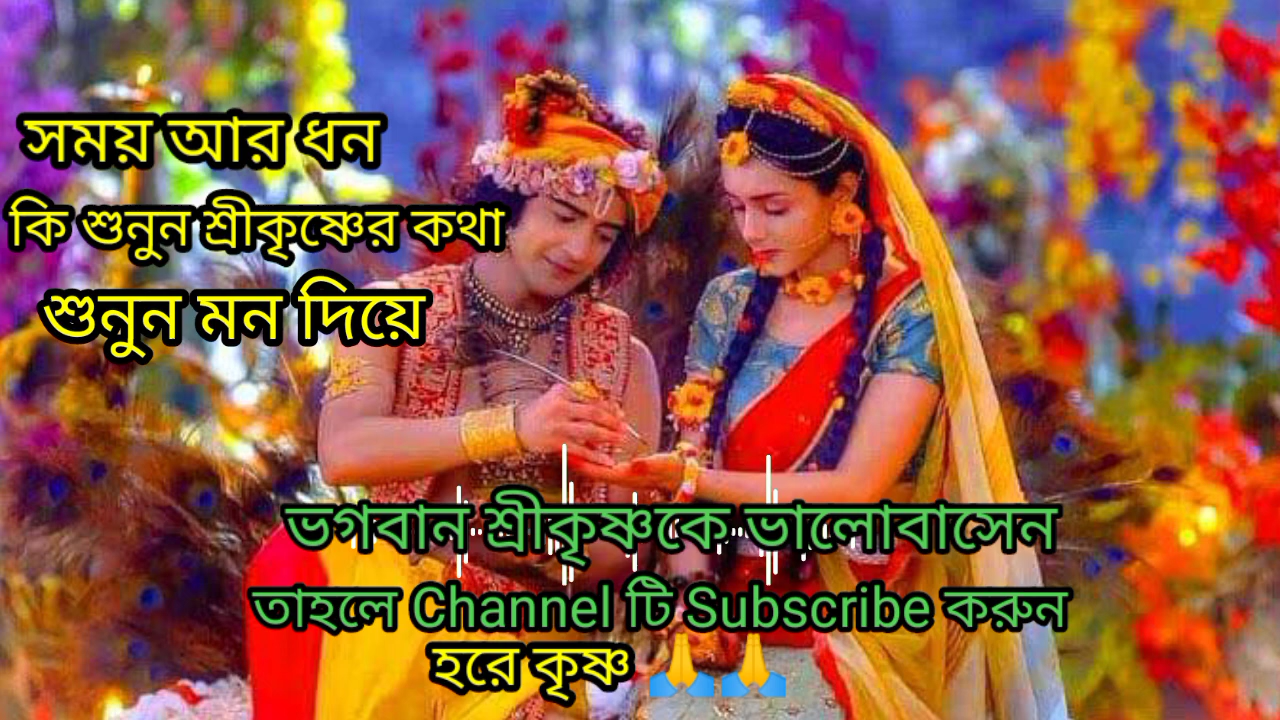 সময় আর ধন
কি শুনুন শ্রীকৃষ্ণের কথা
শুনুন মন দিয়ে
ভগবান শ্রীকৃষ্ণকে ভালোবাসেন
তাহলে Channel টি Subscribe করুন
হরে কৃষ্ণ 🙏🙏